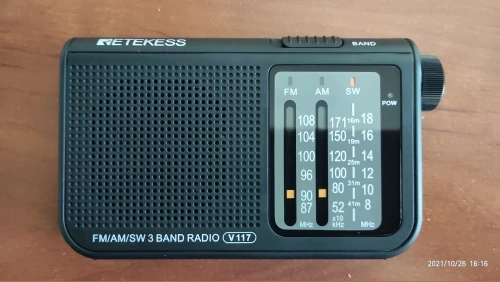 RETEKESS
BAND
FM AM SW
POW
108 171 16m 18
104 150 19m 16
100 120 25m 14
96 100 31m 12
90 80 41m 10
87 52 8
MHz x10 kHz MHz
FM/AM/SW 3 BAND RADIO V117
2021/10/26 16:16